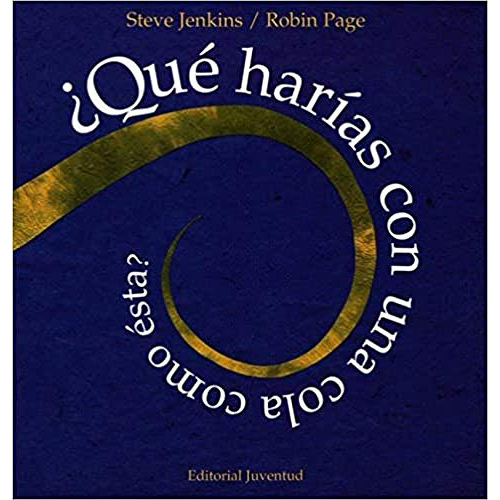 Steve Jenkins / Robin Page
¿Qué harías con una cola como ésta?
Editorial Juventud